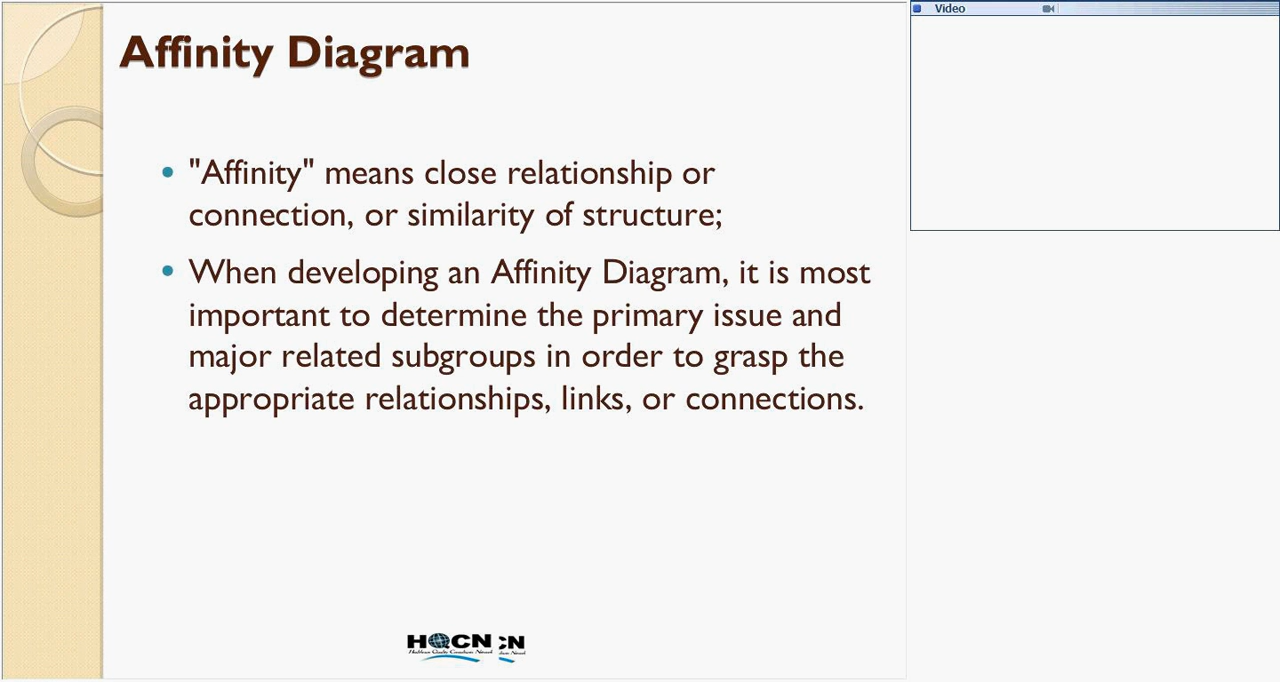 Affinity Diagram
Video
• "Affinity" means close relationship or
connection, or similarity of structure;
• When developing an Affinity Diagram, it is most
important to determine the primary issue and
major related subgroups in order to grasp the
appropriate relationships, links, or connections.
HQCN CN